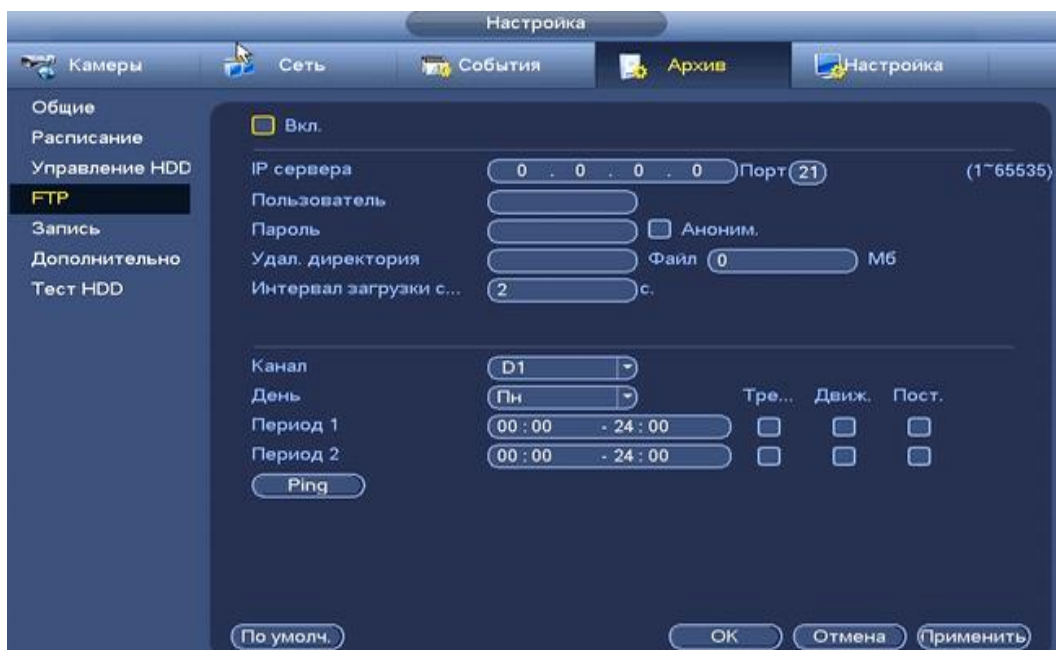 Настройка
Камеры Сеть События Архив Настройка
Общие
Расписание
Управление HDD
FTP
Запись
Дополнительно
Тест HDD
Вкл.
IP сервера 0 . 0 . 0 . 0 Порт 21 (1~65535)
Пользователь
Пароль Аноним.
Удал. директория Файл 0 Мб
Интервал загрузки с... 2 с.
Канал D1
День Пн Тре... Движ. Пост.
Период 1 00 : 00 - 24 : 00
Период 2 00 : 00 - 24 : 00
Ping
По умолч. OK Отмена Применить